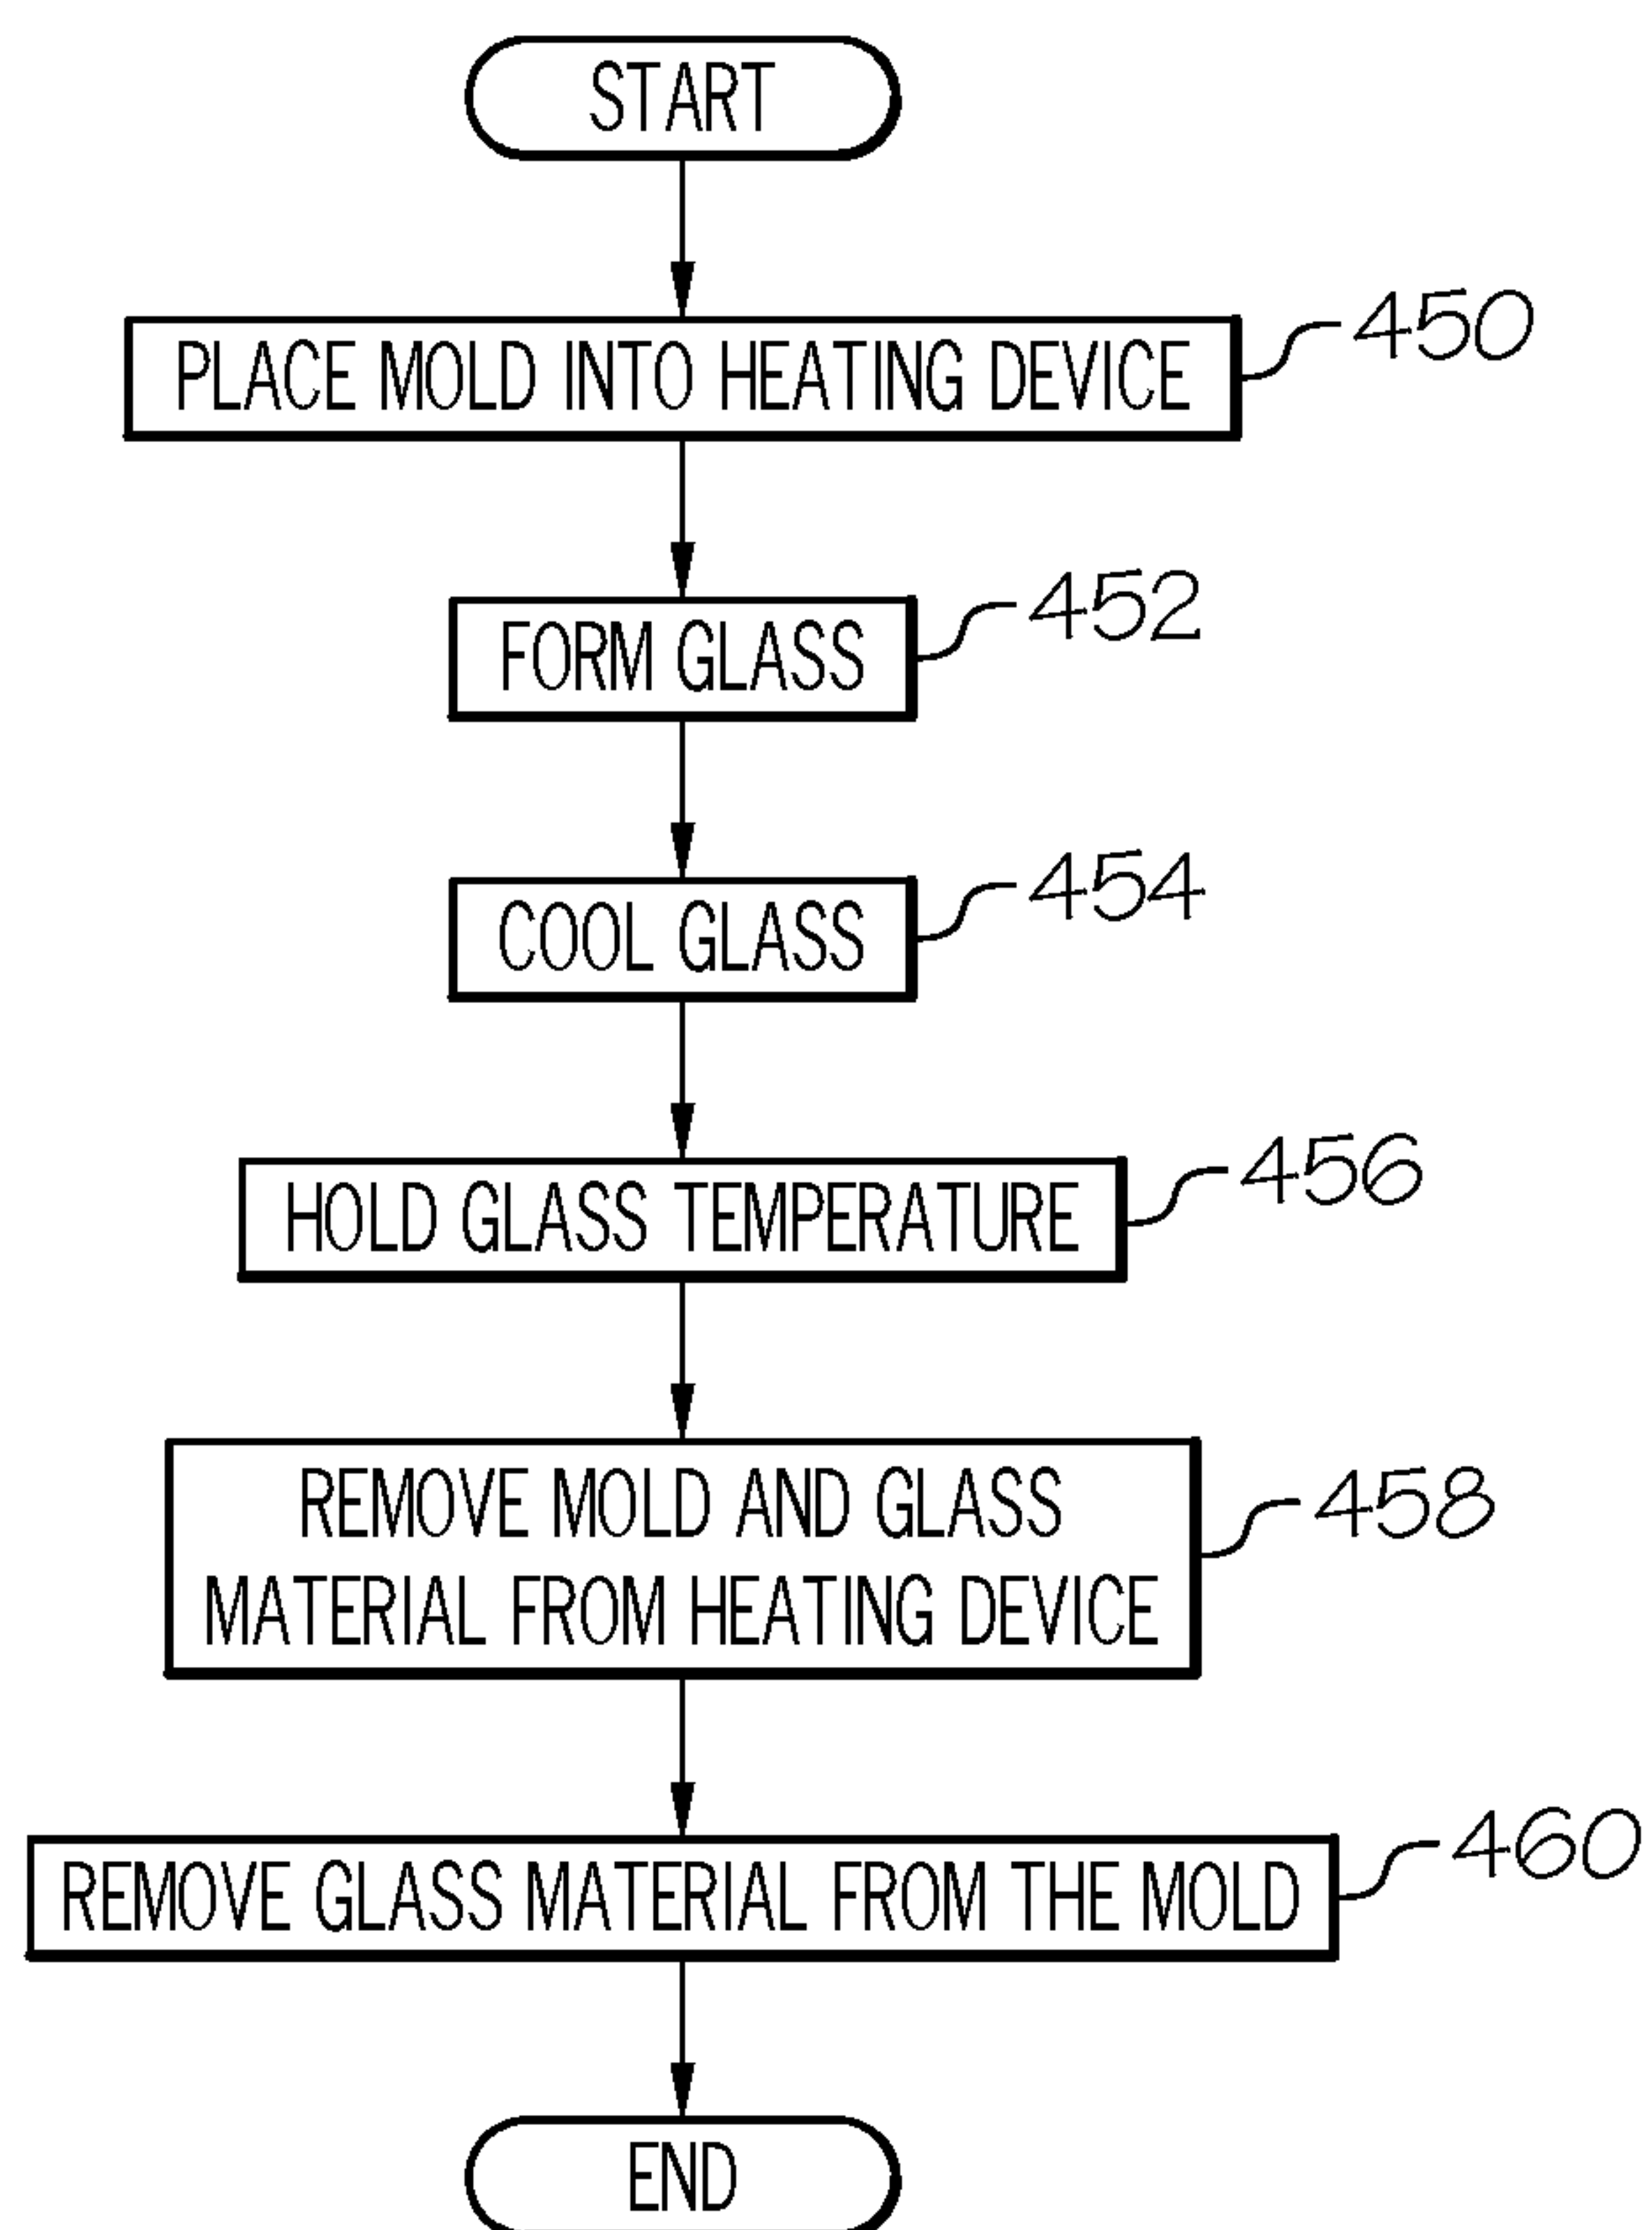 START
PLACE MOLD INTO HEATING DEVICE
450
FORM GLASS
452
COOL GLASS
454
HOLD GLASS TEMPERATURE
456
REMOVE MOLD AND GLASS
MATERIAL FROM HEATING DEVICE
458
REMOVE GLASS MATERIAL FROM THE MOLD
460
END